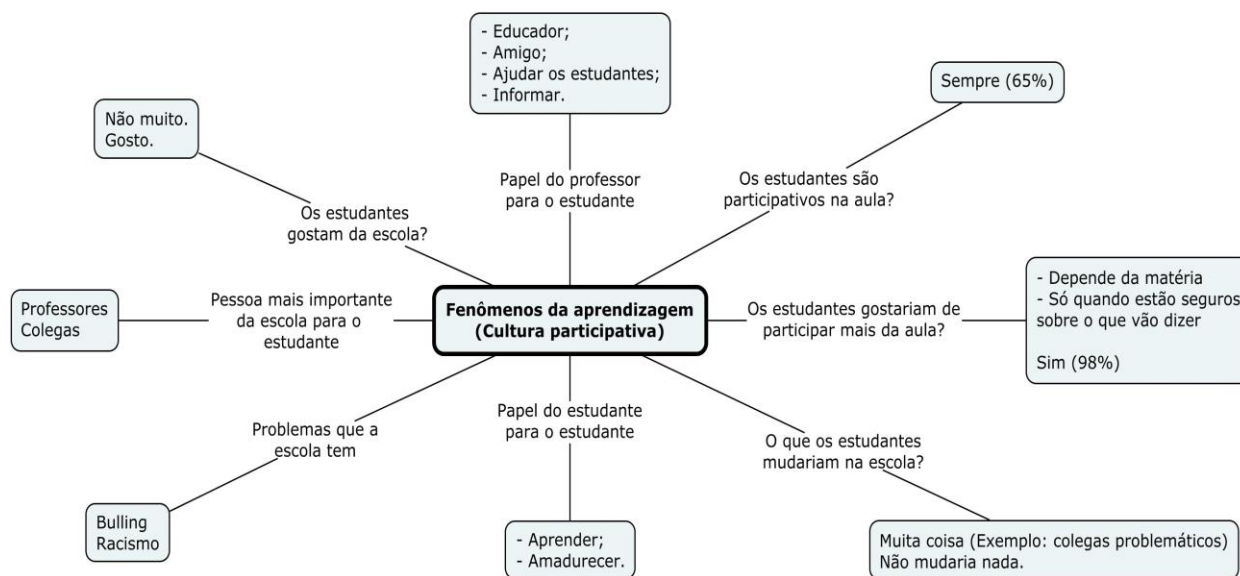 - Educador;
- Amigo;
- Ajudar os estudantes;
- Informar.
Sempre (65%)
Não muito.
Gosto.
Papel do professor
para o estudante
Os estudantes são
participativos na aula?
Os estudantes
gostam da escola?
Professores
Colegas
Pessoa mais importante
da escola para o
estudante
Fenômenos da aprendizagem
(Cultura participativa)
Os estudantes gostariam de
participar mais da aula?
- Depende da matéria
- Só quando estão seguros
sobre o que vão dizer
Sim (98%)
Problemas que a
escola tem
Papel do estudante
para o estudante
O que os estudantes
mudariam na escola?
Bulling
Racismo
- Aprender;
- Amadurecer.
Muita coisa (Exemplo: colegas problemáticos)
Não mudaria nada.